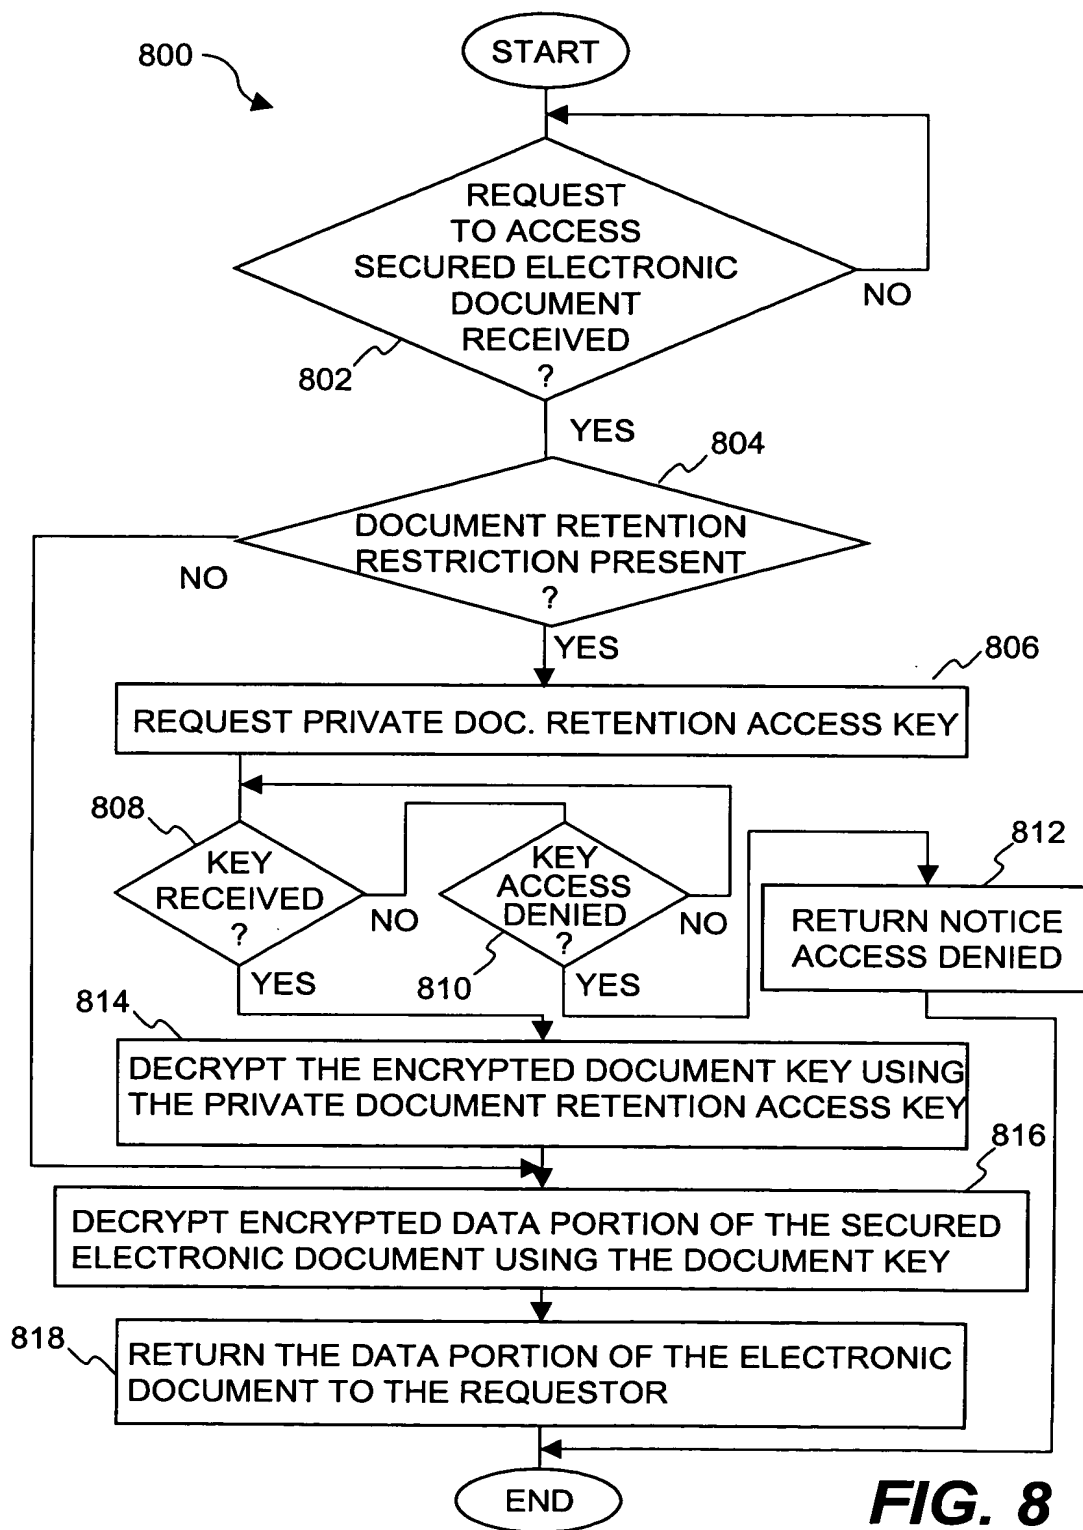 START
800
REQUEST
TO ACCESS
SECURED ELECTRONIC
DOCUMENT
RECEIVED
?
NO
802
YES
804
DOCUMENT RETENTION
RESTRICTION PRESENT
?
NO
YES
806
REQUEST PRIVATE DOC. RETENTION ACCESS KEY
808
KEY
RECEIVED
?
NO
KEY
ACCESS
DENIED
?
NO
812
RETURN NOTICE
ACCESS DENIED
YES
810
YES
814
DECRYPT THE ENCRYPTED DOCUMENT KEY USING
THE PRIVATE DOCUMENT RETENTION ACCESS KEY
816
DECRYPT ENCRYPTED DATA PORTION OF THE SECURED
ELECTRONIC DOCUMENT USING THE DOCUMENT KEY
818
RETURN THE DATA PORTION OF THE ELECTRONIC
DOCUMENT TO THE REQUESTOR
END
FIG. 8